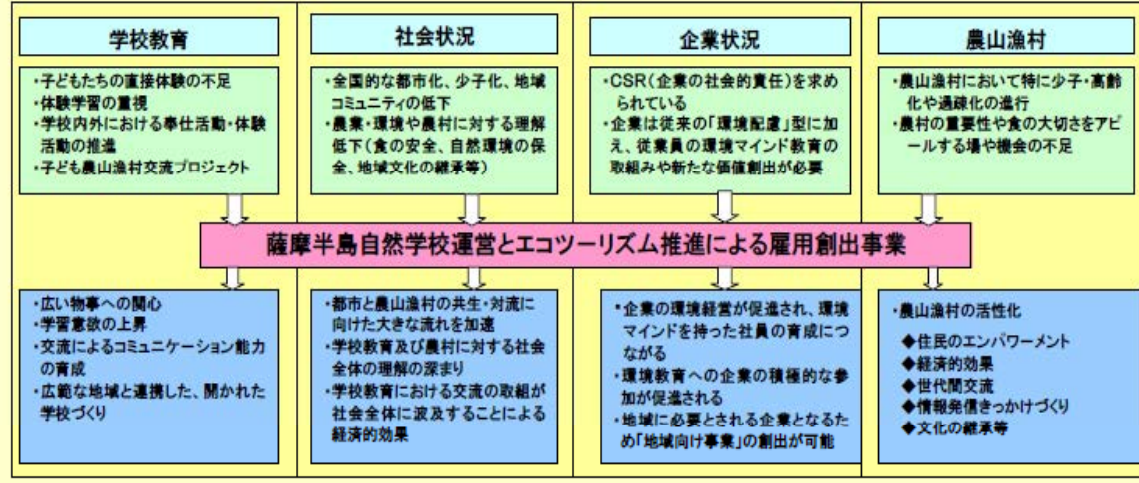 学校教育
・子どもたちの直接体験の不足
・体験学習の重視
・学校内外における奉仕活動・体験
活動の推進
・子ども農山漁村交流プロジェクト
社会状況
・全国的な都市化、少子化、地域
コミュニティの低下
・農業・環境や農村に対する理解
低下(食の安全、自然環境の保
全、地域文化の継承等)
企業状況
・CSR(企業の社会的責任)を求め
られている
・企業は従来の「環境配慮」型に加
え、従業員の環境マインド教育の
取組みや新たな価値創出が必要
農山漁村
・農山漁村において特に少子・高齢
化や過疎化の進行
・農村の重要性や食の大切さをアピ
ールする場や機会の不足
薩摩半島自然学校運営とエコツーリズム推進による雇用創出事業
・広い物事への関心
・学習意欲の上昇
・交流によるコミュニケーション能力
の育成
・広範な地域と連携した、開かれた
学校づくり
・都市と農山漁村の共生・対流に
向けた大きな流れを加速
・学校教育及び農村に対する社会
全体の理解の深まり
・学校教育における交流の取組が
社会全体に波及することによる
経済的効果
・企業の環境経営が促進され、環境
マインドを持った社員の育成につ
ながる
・環境教育への企業の積極的な参
加が促進される
・地域に必要とされる企業となるた
め「地域向け事業」の創出が可能
・農山漁村の活性化
◆住民のエンパワーメント
◆経済的効果
◆世代間交流
◆情報発信きっかけづくり
◆文化の継承等